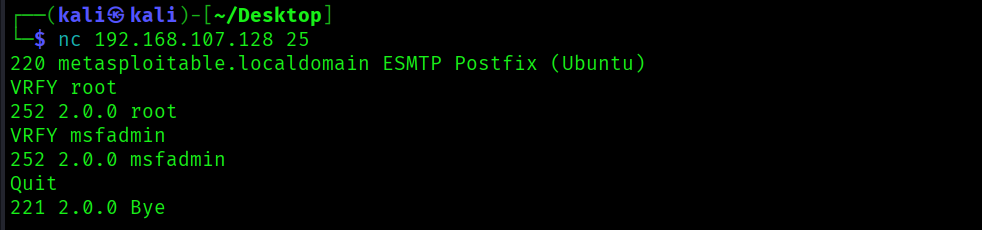 ┌──(kali㉿kali)-[~/Desktop]
└─$ nc 192.168.107.128 25
220 metasploitable.localdomain ESMTP Postfix (Ubuntu)
VRFY root
252 2.0.0 root
VRFY msfadmin
252 2.0.0 msfadmin
Quit
221 2.0.0 Bye